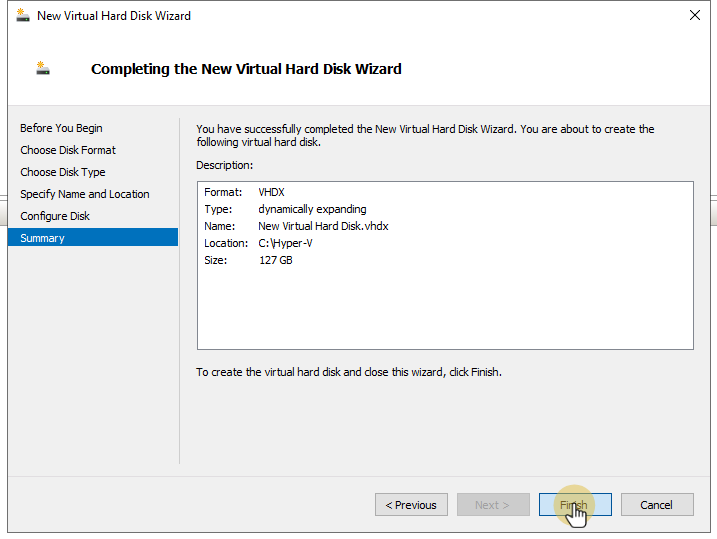 New Virtual Hard Disk Wizard
Completing the New Virtual Hard Disk Wizard
Before You Begin
Choose Disk Format
Choose Disk Type
Specify Name and Location
Configure Disk
Summary
You have successfully completed the New Virtual Hard Disk Wizard. You are about to create the
following virtual hard disk.
Description:
Format: VHDX
Type: dynamically expanding
Name: New Virtual Hard Disk.vhdx
Location: C:\Hyper-V
Size: 127 GB
To create the virtual hard disk and close this wizard, click Finish.
< Previous Next > Finish Cancel